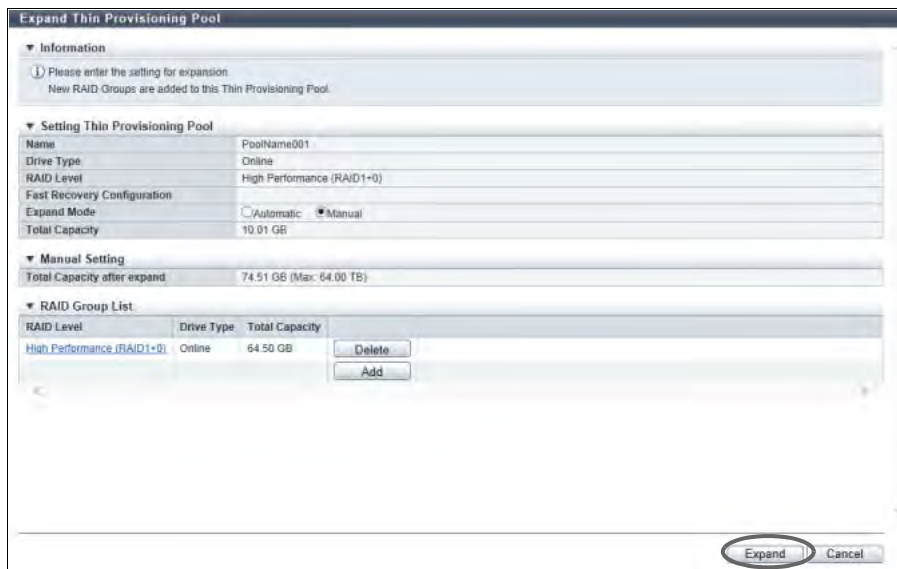 Expand Thin Provisioning Pool
▼ Information
Please enter the setting for expansion
New RAID Groups are added to this Thin Provisioning Pool.
▼ Setting Thin Provisioning Pool
Name PoolName001
Drive Type Online
RAID Level High Performance (RAID1+0)
Fast Recovery Configuration
Expand Mode Automatic Manual
Total Capacity 10.01 GB
▼ Manual Setting
Total Capacity after expand 74.51 GB (Max: 64.00 TB)
▼ RAID Group List
RAID Level Drive Type Total Capacity
High Performance (RAID1+0) Online 64.50 GB Delete
Add
Expand Cancel